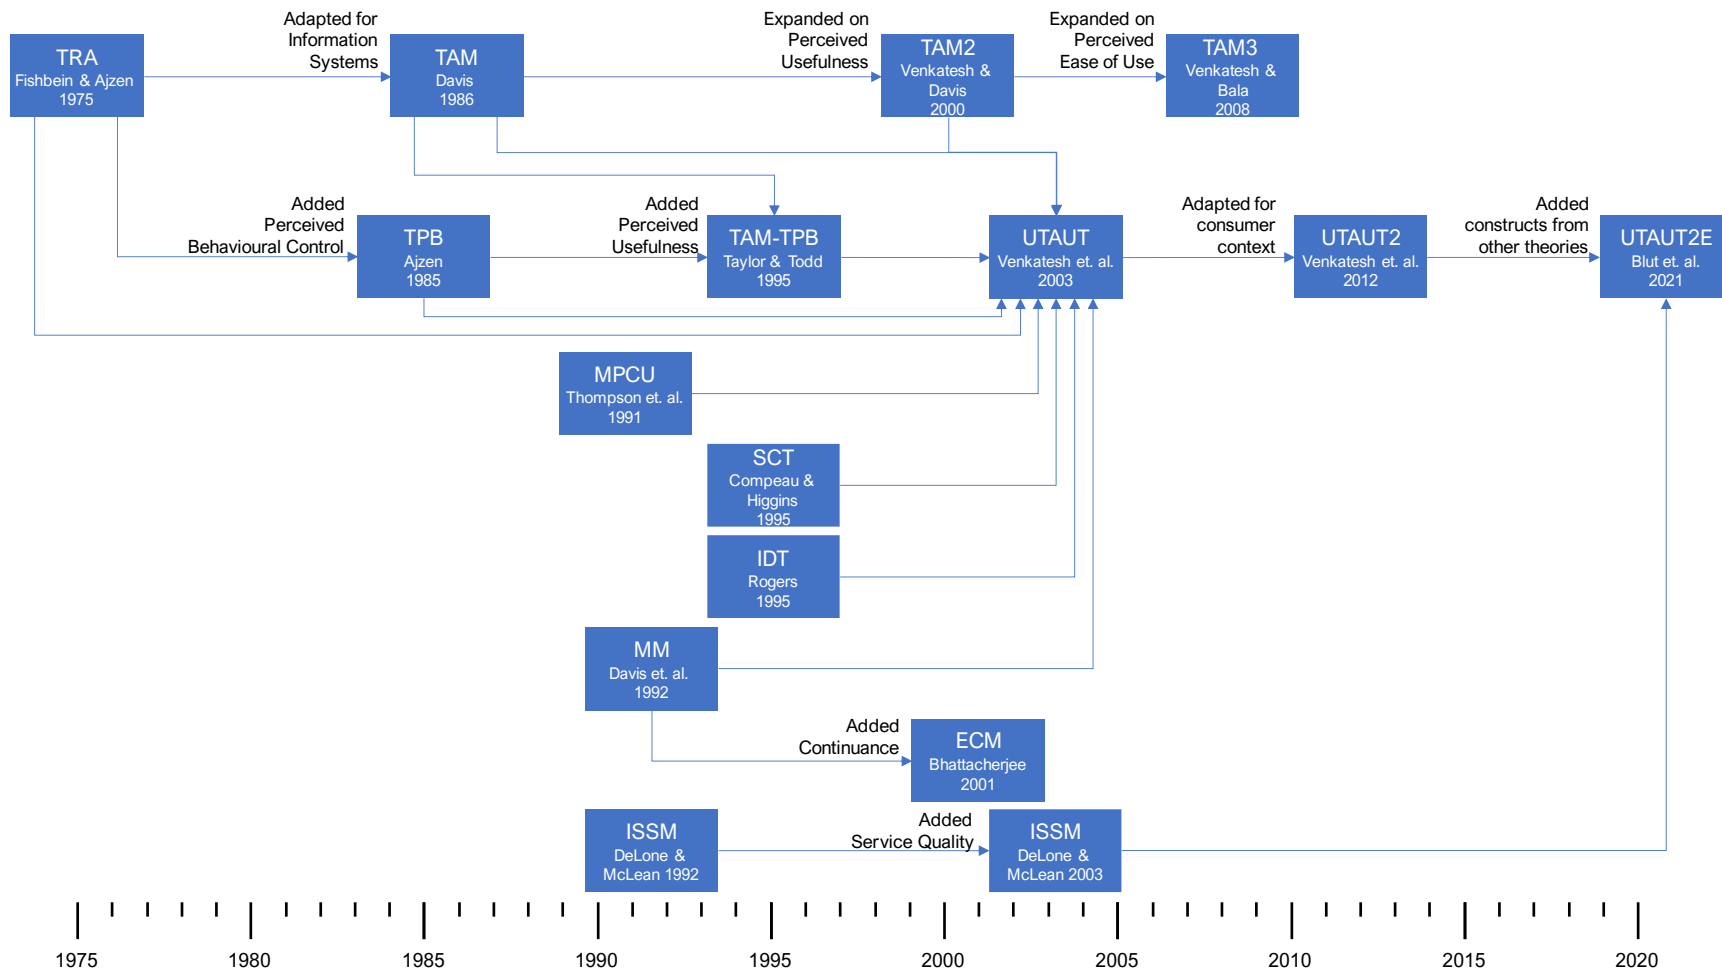 Adapted for
Information
Systems
Expanded on
Perceived
Usefulness
Expanded on
Perceived
Ease of Use
TRA
Fishbein & Ajzen
1975
TAM
Davis
1986
TAM2
Venkatesh &
Davis
2000
TAM3
Venkatesh &
Bala
2008
Added
Perceived
Behavioural Control
Added
Perceived
Usefulness
Adapted for
consumer
context
Added
constructs from
other theories
TPB
Ajzen
1985
TAM-TPB
Taylor & Todd
1995
UTAUT
Venkatesh et. al.
2003
UTAUT2
Venkatesh et. al.
2012
UTAUT2E
Blut et. al.
2021
MPCU
Thompson et. al.
1991
SCT
Compeau &
Higgins
1995
IDT
Rogers
1995
MM
Davis et. al.
1992
Added
Continuance
ECM
Bhattacherjee
2001
ISSM
DeLone &
McLean 1992
Added
Service Quality
ISSM
DeLone &
McLean 2003
1975 1980 1985 1990 1995 2000 2005 2010 2015 2020